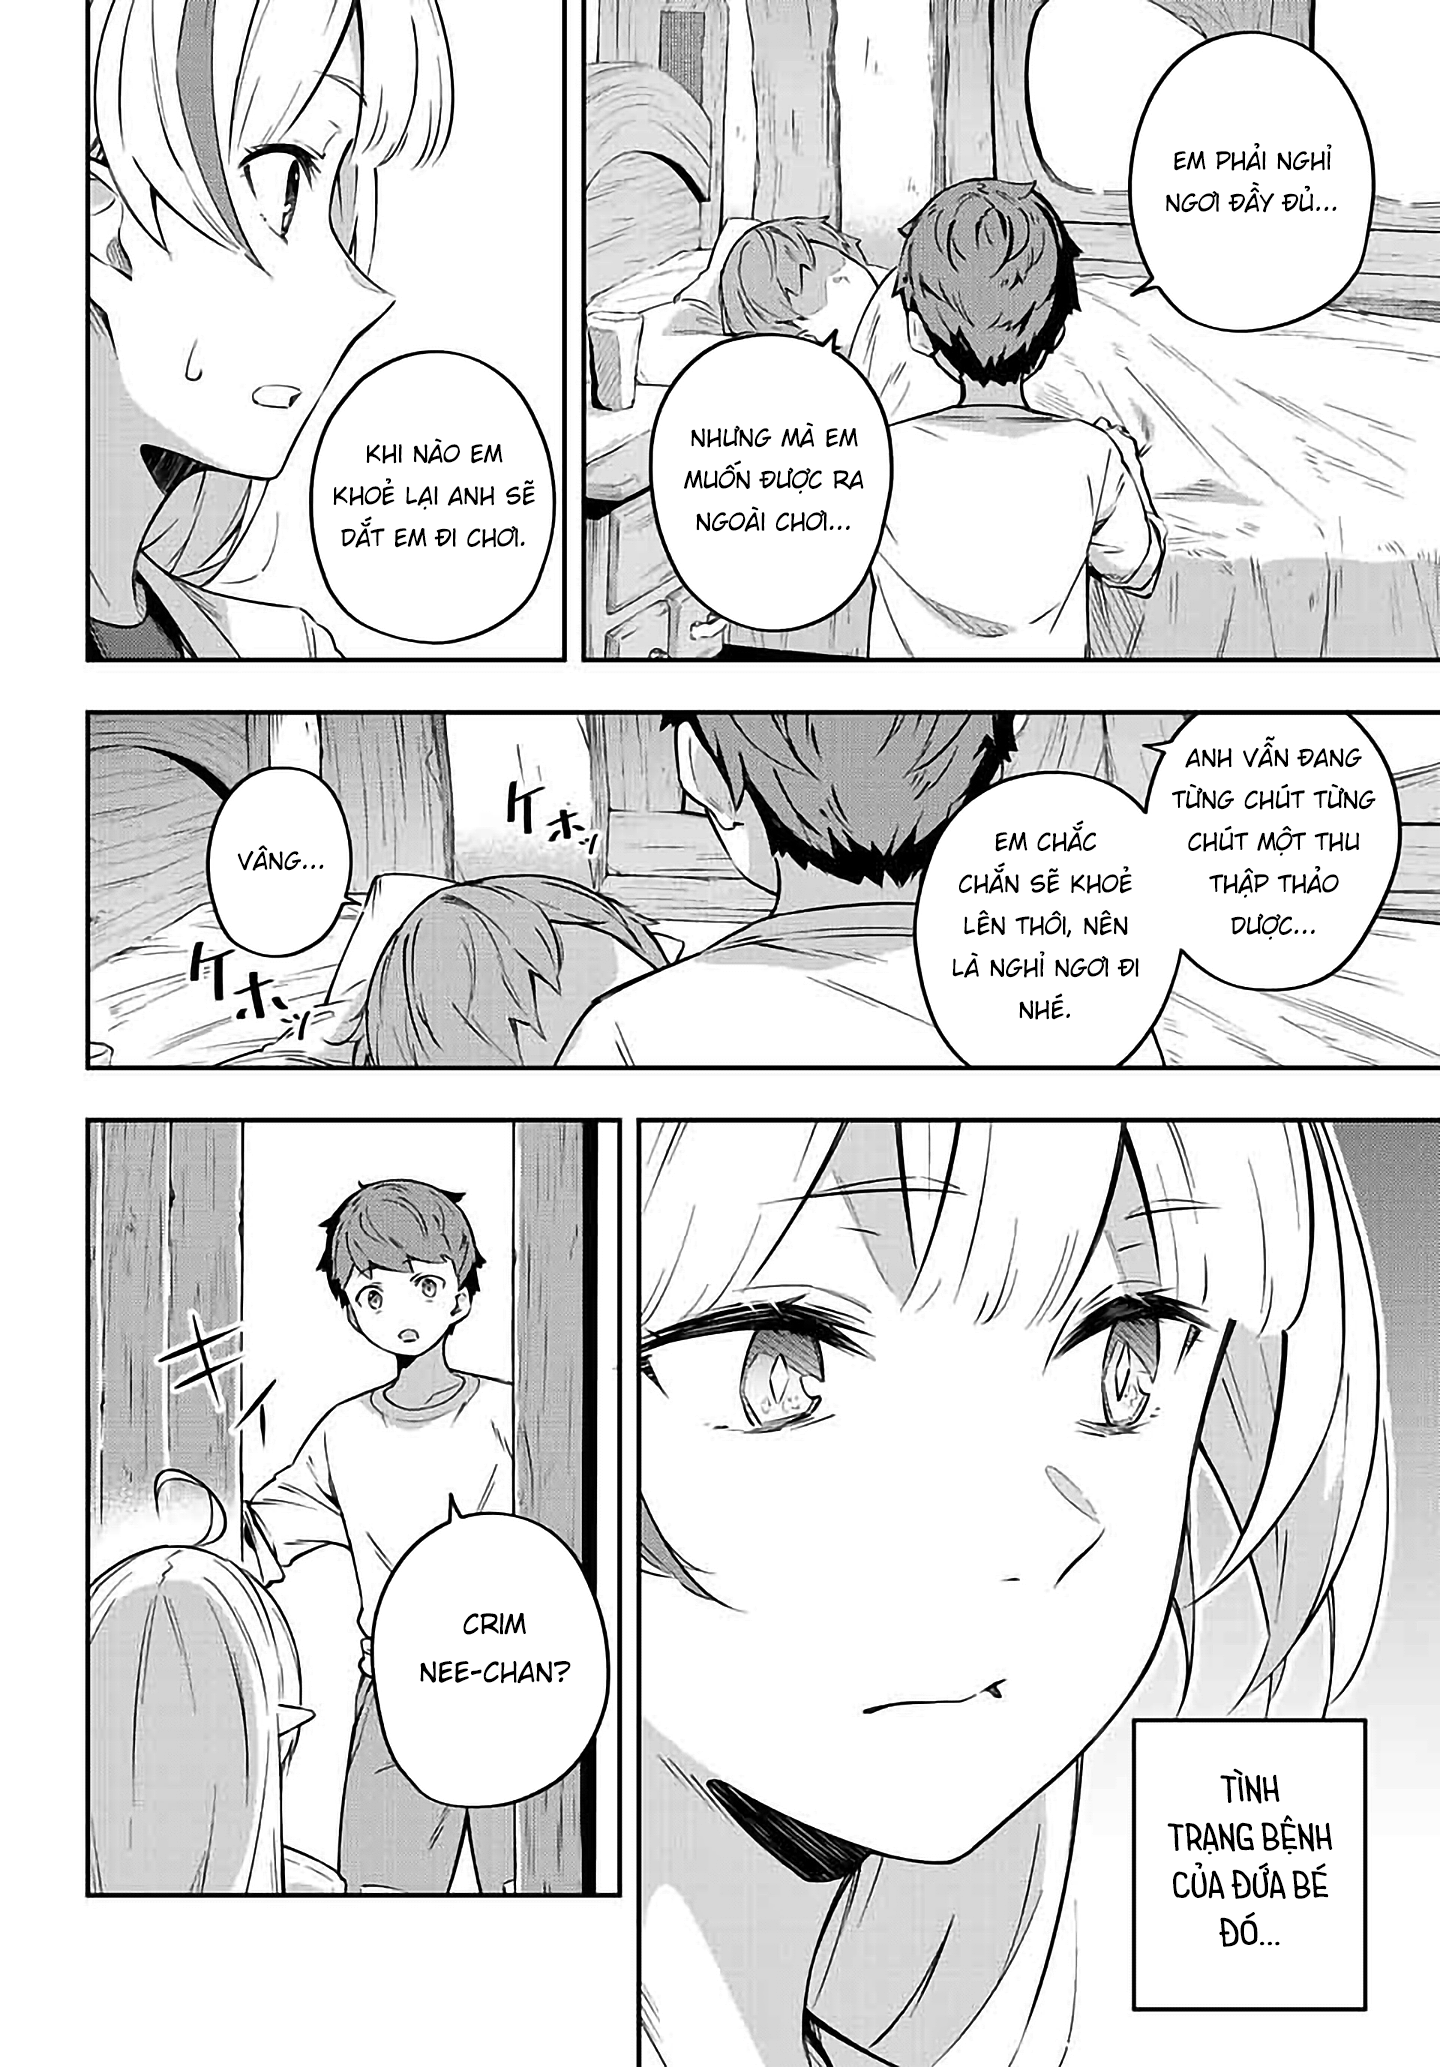 EM PHẢI NGHỈ
NGƠI ĐẦY ĐỦ...
NHƯNG MÀ EM
MUỐN ĐƯỢC RA
NGOÀI CHƠI...
KHI NÀO EM
KHOẺ LẠI ANH SẼ
DẮT EM ĐI CHƠI.
ANH VẪN ĐANG
TỪNG CHÚT TỪNG
CHÚT MỘT THU
THẬP THẢO
DƯỢC...
EM CHẮC
CHẮN SẼ KHOẺ
LÊN THÔI, NÊN
LÀ NGHỈ NGƠI ĐI
NHÉ.
ケホッ
VÂNG...
ケホッ
TÌNH
TRẠNG BỆNH
CỦA ĐỨA BÉ
ĐÓ...
CRIM
NEE-CHAN?